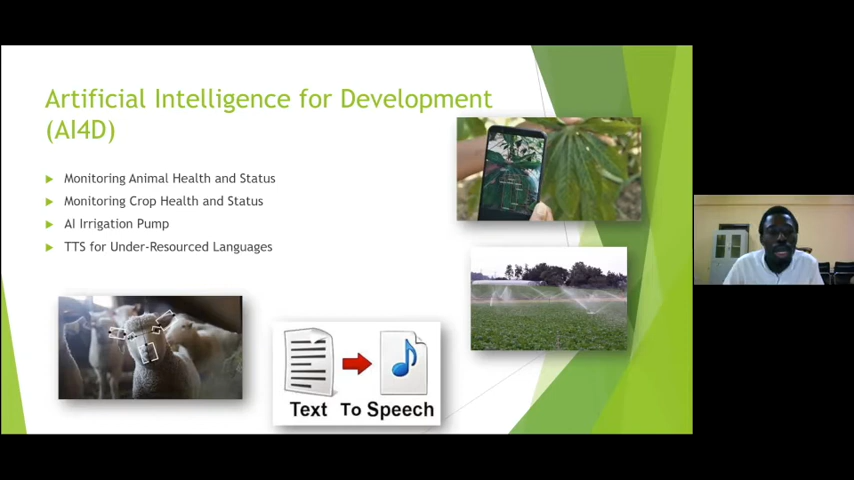 Artificial Intelligence for Development
(AI4D)
Monitoring Animal Health and Status
Monitoring Crop Health and Status
AI Irrigation Pump
TTS for Under-Resourced Languages
Text To Speech